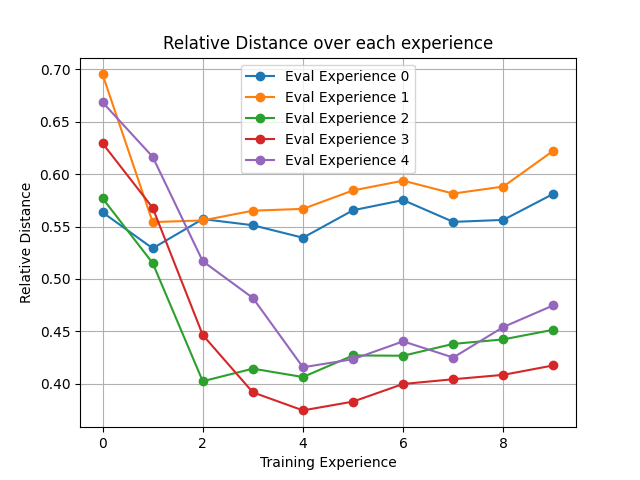 Relative Distance over each experience
Eval Experience 0
Eval Experience 1
Eval Experience 2
Eval Experience 3
Eval Experience 4
Relative Distance
0.70
0.65
0.60
0.55
0.50
0.45
0.40
0 2 4 6 8
Training Experience